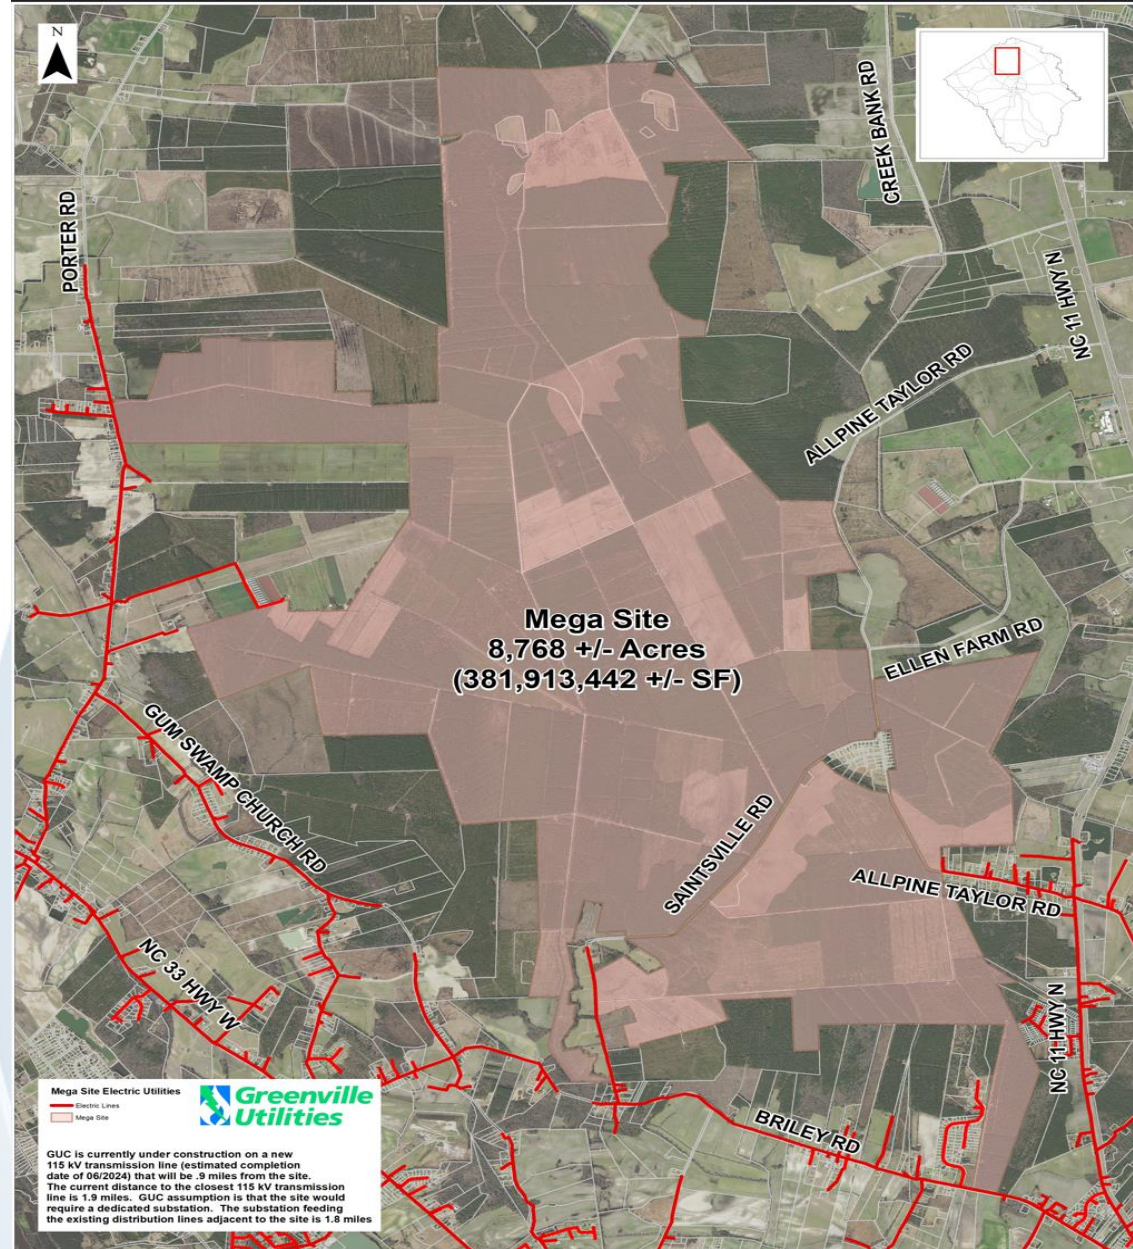 N
CREEK BANK RD
PORTER RD
NC 11 HWY N
ALLPINE TAYLOR RD
Mega Site
8,768 +/- Acres
(381,913,442 +/- SF)
ELLEN FARM RD
GUM SWAMP CHURCH RD
SAINTSVILLE RD
ALLPINE TAYLOR RD
NC 33 HWY W
NC 11 HWY N
BRILEY RD
Mega Site Electric Utilities
Electric Lines
Mega Site
Greenville
Utilities
GUC is currently under construction on a new
115 kV transmission line (estimated completion
date of 06/2024) that will be .9 miles from the site.
The current distance to the closest 115 kV transmission
line is 1.9 miles. GUC assumption is that the site would
require a dedicated substation. The substation feeding
the existing distribution lines adjacent to the site is 1.8 miles